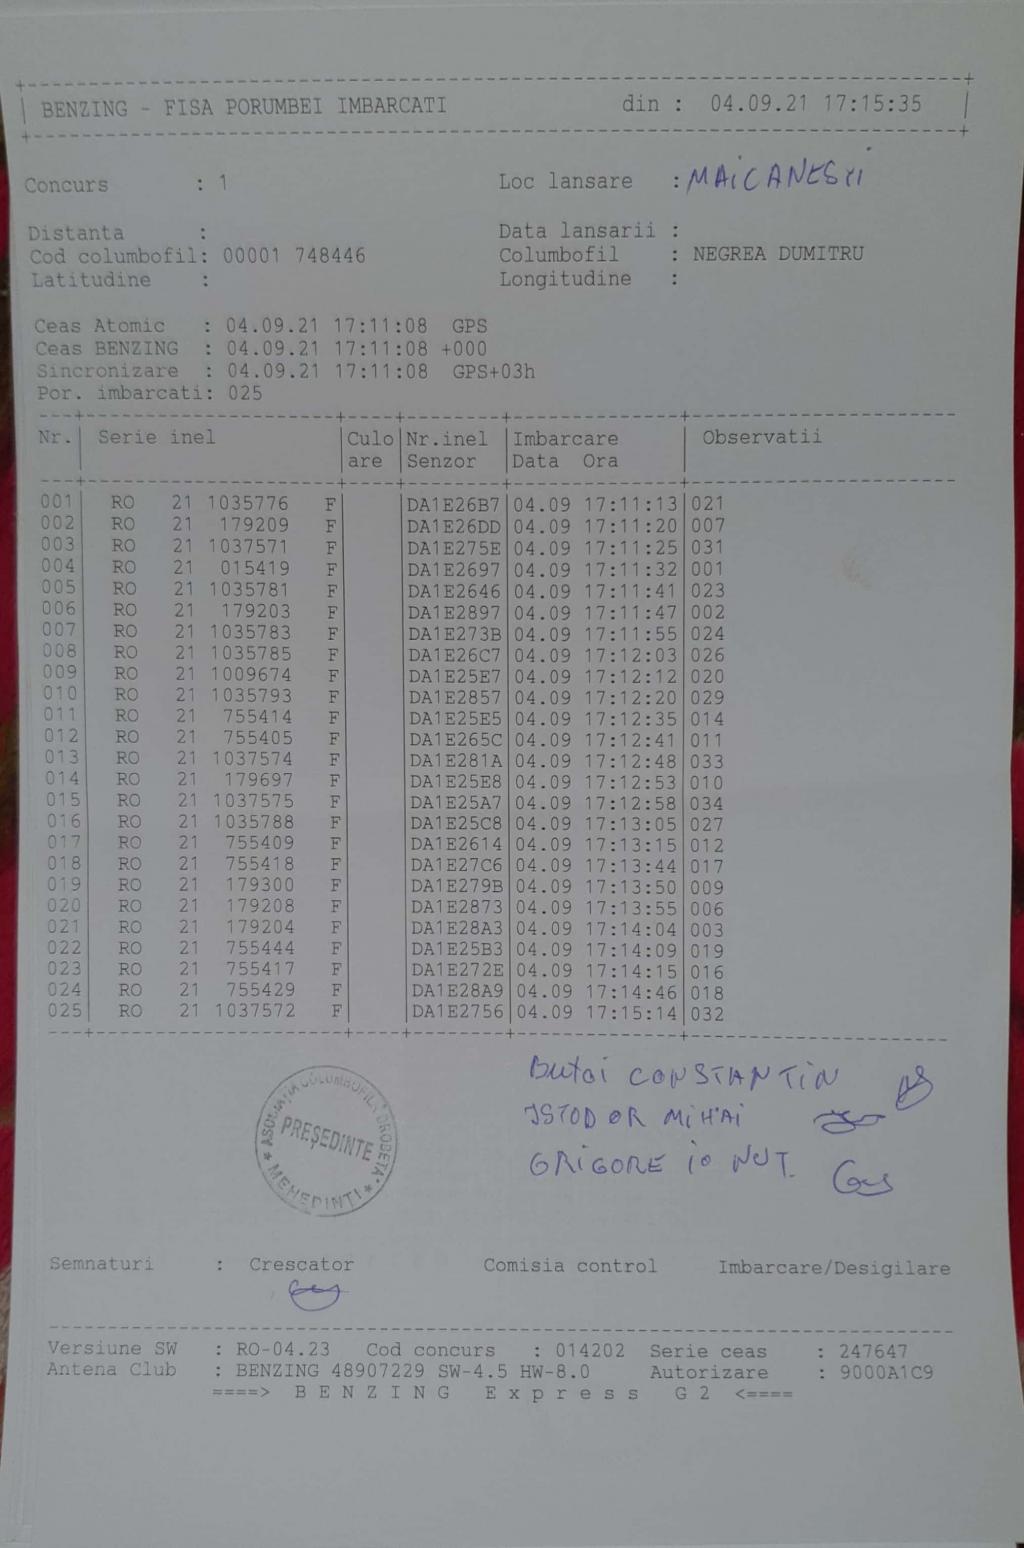 BENZING - FISA PORUMBEI IMBARCATI din : 04.09.21 17:15:35
Concurs : 1 Loc lansare : MAICANESTI
Distanta : Data lansarii :
Cod columbofil: 00001 748446 Columbofil : NEGREA DUMITRU
Latitudine : Longitudine :
Ceas Atomic : 04.09.21 17:11:08 GPS
Ceas BENZING : 04.09.21 17:11:08 +000
Sincronizare : 04.09.21 17:11:08 GPS+03h
Por. imbarcati: 025
Nr. Serie inel Culo Nr.inel Imbarcare Observatii
are Senzor Data Ora
001 RO 21 1035776 F DA1E26B7 04.09 17:11:13 021
002 RO 21 179209 F DA1E26DD 04.09 17:11:20 007
003 RO 21 1037571 F DA1E275E 04.09 17:11:25 031
004 RO 21 015419 F DA1E2697 04.09 17:11:32 001
005 RO 21 1035781 F DA1E2646 04.09 17:11:41 023
006 RO 21 179203 F DA1E2897 04.09 17:11:47 002
007 RO 21 1035783 F DA1E273B 04.09 17:11:55 024
008 RO 21 1035785 F DA1E26C7 04.09 17:12:03 026
009 RO 21 1009674 F DA1E25E7 04.09 17:12:12 020
010 RO 21 1035793 F DA1E2857 04.09 17:12:20 029
011 RO 21 755414 F DA1E25E5 04.09 17:12:35 014
012 RO 21 755405 F DA1E265C 04.09 17:12:41 011
013 RO 21 1037574 F DA1E281A 04.09 17:12:48 033
014 RO 21 179697 F DA1E25E8 04.09 17:12:53 010
015 RO 21 1037575 F DA1E25A7 04.09 17:12:58 034
016 RO 21 1035788 F DA1E25C8 04.09 17:13:05 027
017 RO 21 755409 F DA1E2614 04.09 17:13:15 012
018 RO 21 755418 F DA1E27C6 04.09 17:13:44 017
019 RO 21 179300 F DA1E279B 04.09 17:13:50 009
020 RO 21 179208 F DA1E2873 04.09 17:13:55 006
021 RO 21 179204 F DA1E28A3 04.09 17:14:04 003
022 RO 21 755444 F DA1E25B3 04.09 17:14:09 019
023 RO 21 755417 F DA1E272E 04.09 17:14:15 016
024 RO 21 755429 F DA1E28A9 04.09 17:14:46 018
025 RO 21 1037572 F DA1E2756 04.09 17:15:14 032
Butoi CONSTANTIN
ISTODOR MIHAI
GRIGORE IONUT.
ASOCIATIA COLUMBOFILA DROBETA
PREŞEDINTE
MEHEDINTI
Semnaturi : Crescator Comisia control Imbarcare/Desigilare
Versiune SW : RO-04.23 Cod concurs : 014202 Serie ceas : 247647
Antena Club : BENZING 48907229 SW-4.5 HW-8.0 Autorizare : 9000A1C9
====> BENZING Express G2 <====